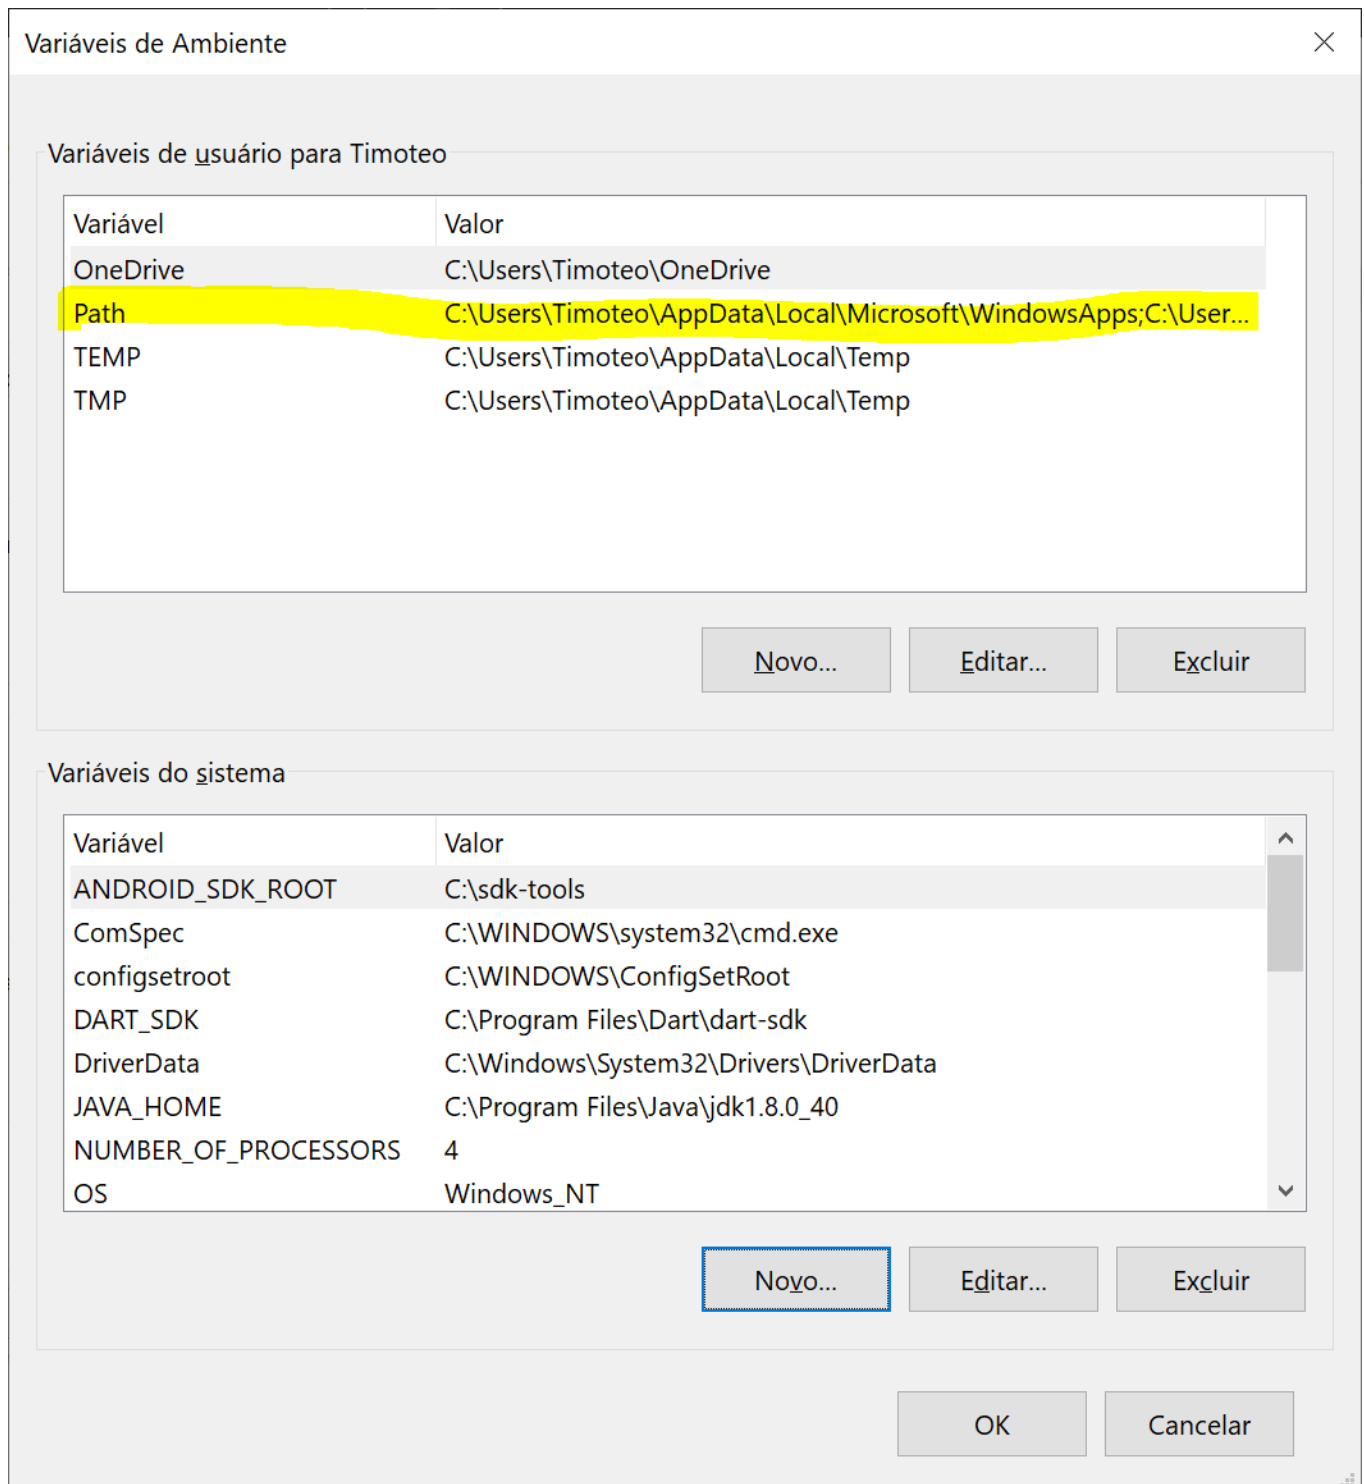 Variáveis de Ambiente
Variáveis de usuário para Timoteo
Variável Valor
OneDrive C:\Users\Timoteo\OneDrive
Path C:\Users\Timoteo\AppData\Local\Microsoft\WindowsApps;C:\User...
TEMP C:\Users\Timoteo\AppData\Local\Temp
TMP C:\Users\Timoteo\AppData\Local\Temp
Novo... Editar... Excluir
Variáveis do sistema
Variável Valor
ANDROID_SDK_ROOT C:\sdk-tools
ComSpec C:\WINDOWS\system32\cmd.exe
configsetroot C:\WINDOWS\ConfigSetRoot
DART_SDK C:\Program Files\Dart\dart-sdk
DriverData C:\Windows\System32\Drivers\DriverData
JAVA_HOME C:\Program Files\Java\jdk1.8.0_40
NUMBER_OF_PROCESSORS 4
OS Windows_NT
Novo... Editar... Excluir
OK Cancelar